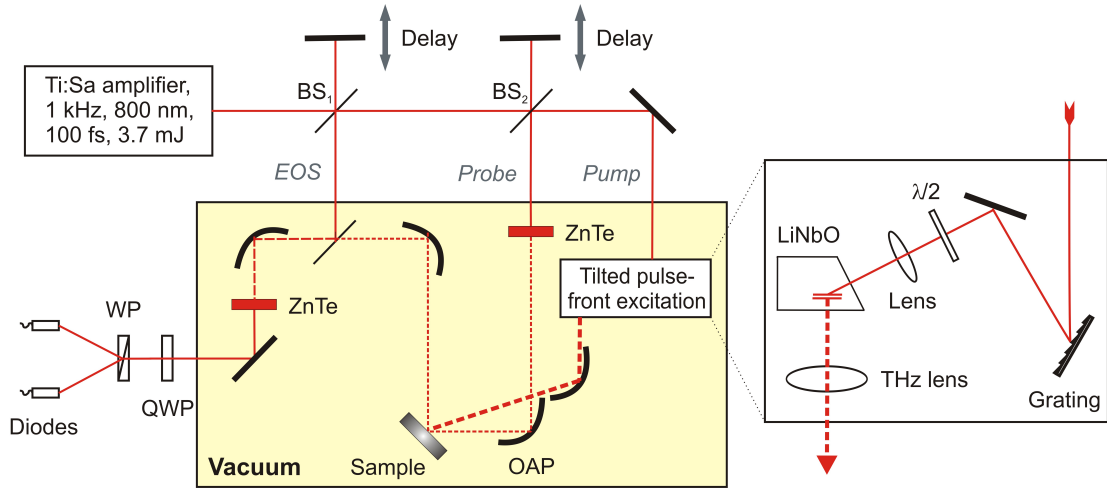 Delay
Delay
Ti:Sa amplifier,
1 kHz, 800 nm,
100 fs, 3.7 mJ
BS₁
BS₂
EOS
Probe
Pump
ZnTe
Tilted pulse-
front excitation
ZnTe
WP
QWP
Diodes
Vacuum
Sample
OAP
λ/2
LiNbO
Lens
THz lens
Grating